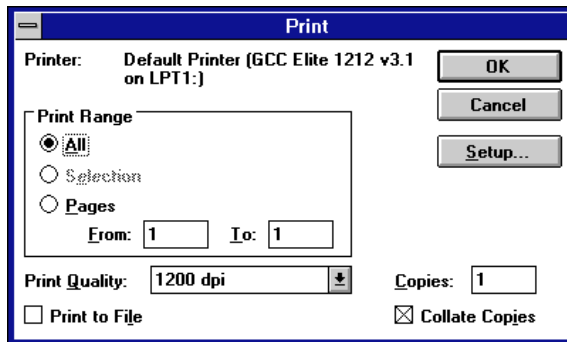 Print
Printer: Default Printer (GCC Elite 1212 v3.1
on LPT1:)
OK
Cancel
Setup...
Print Range
All
Selection
Pages
From: 1 To: 1
Print Quality: 1200 dpi
Copies: 1
Print to File
Collate Copies